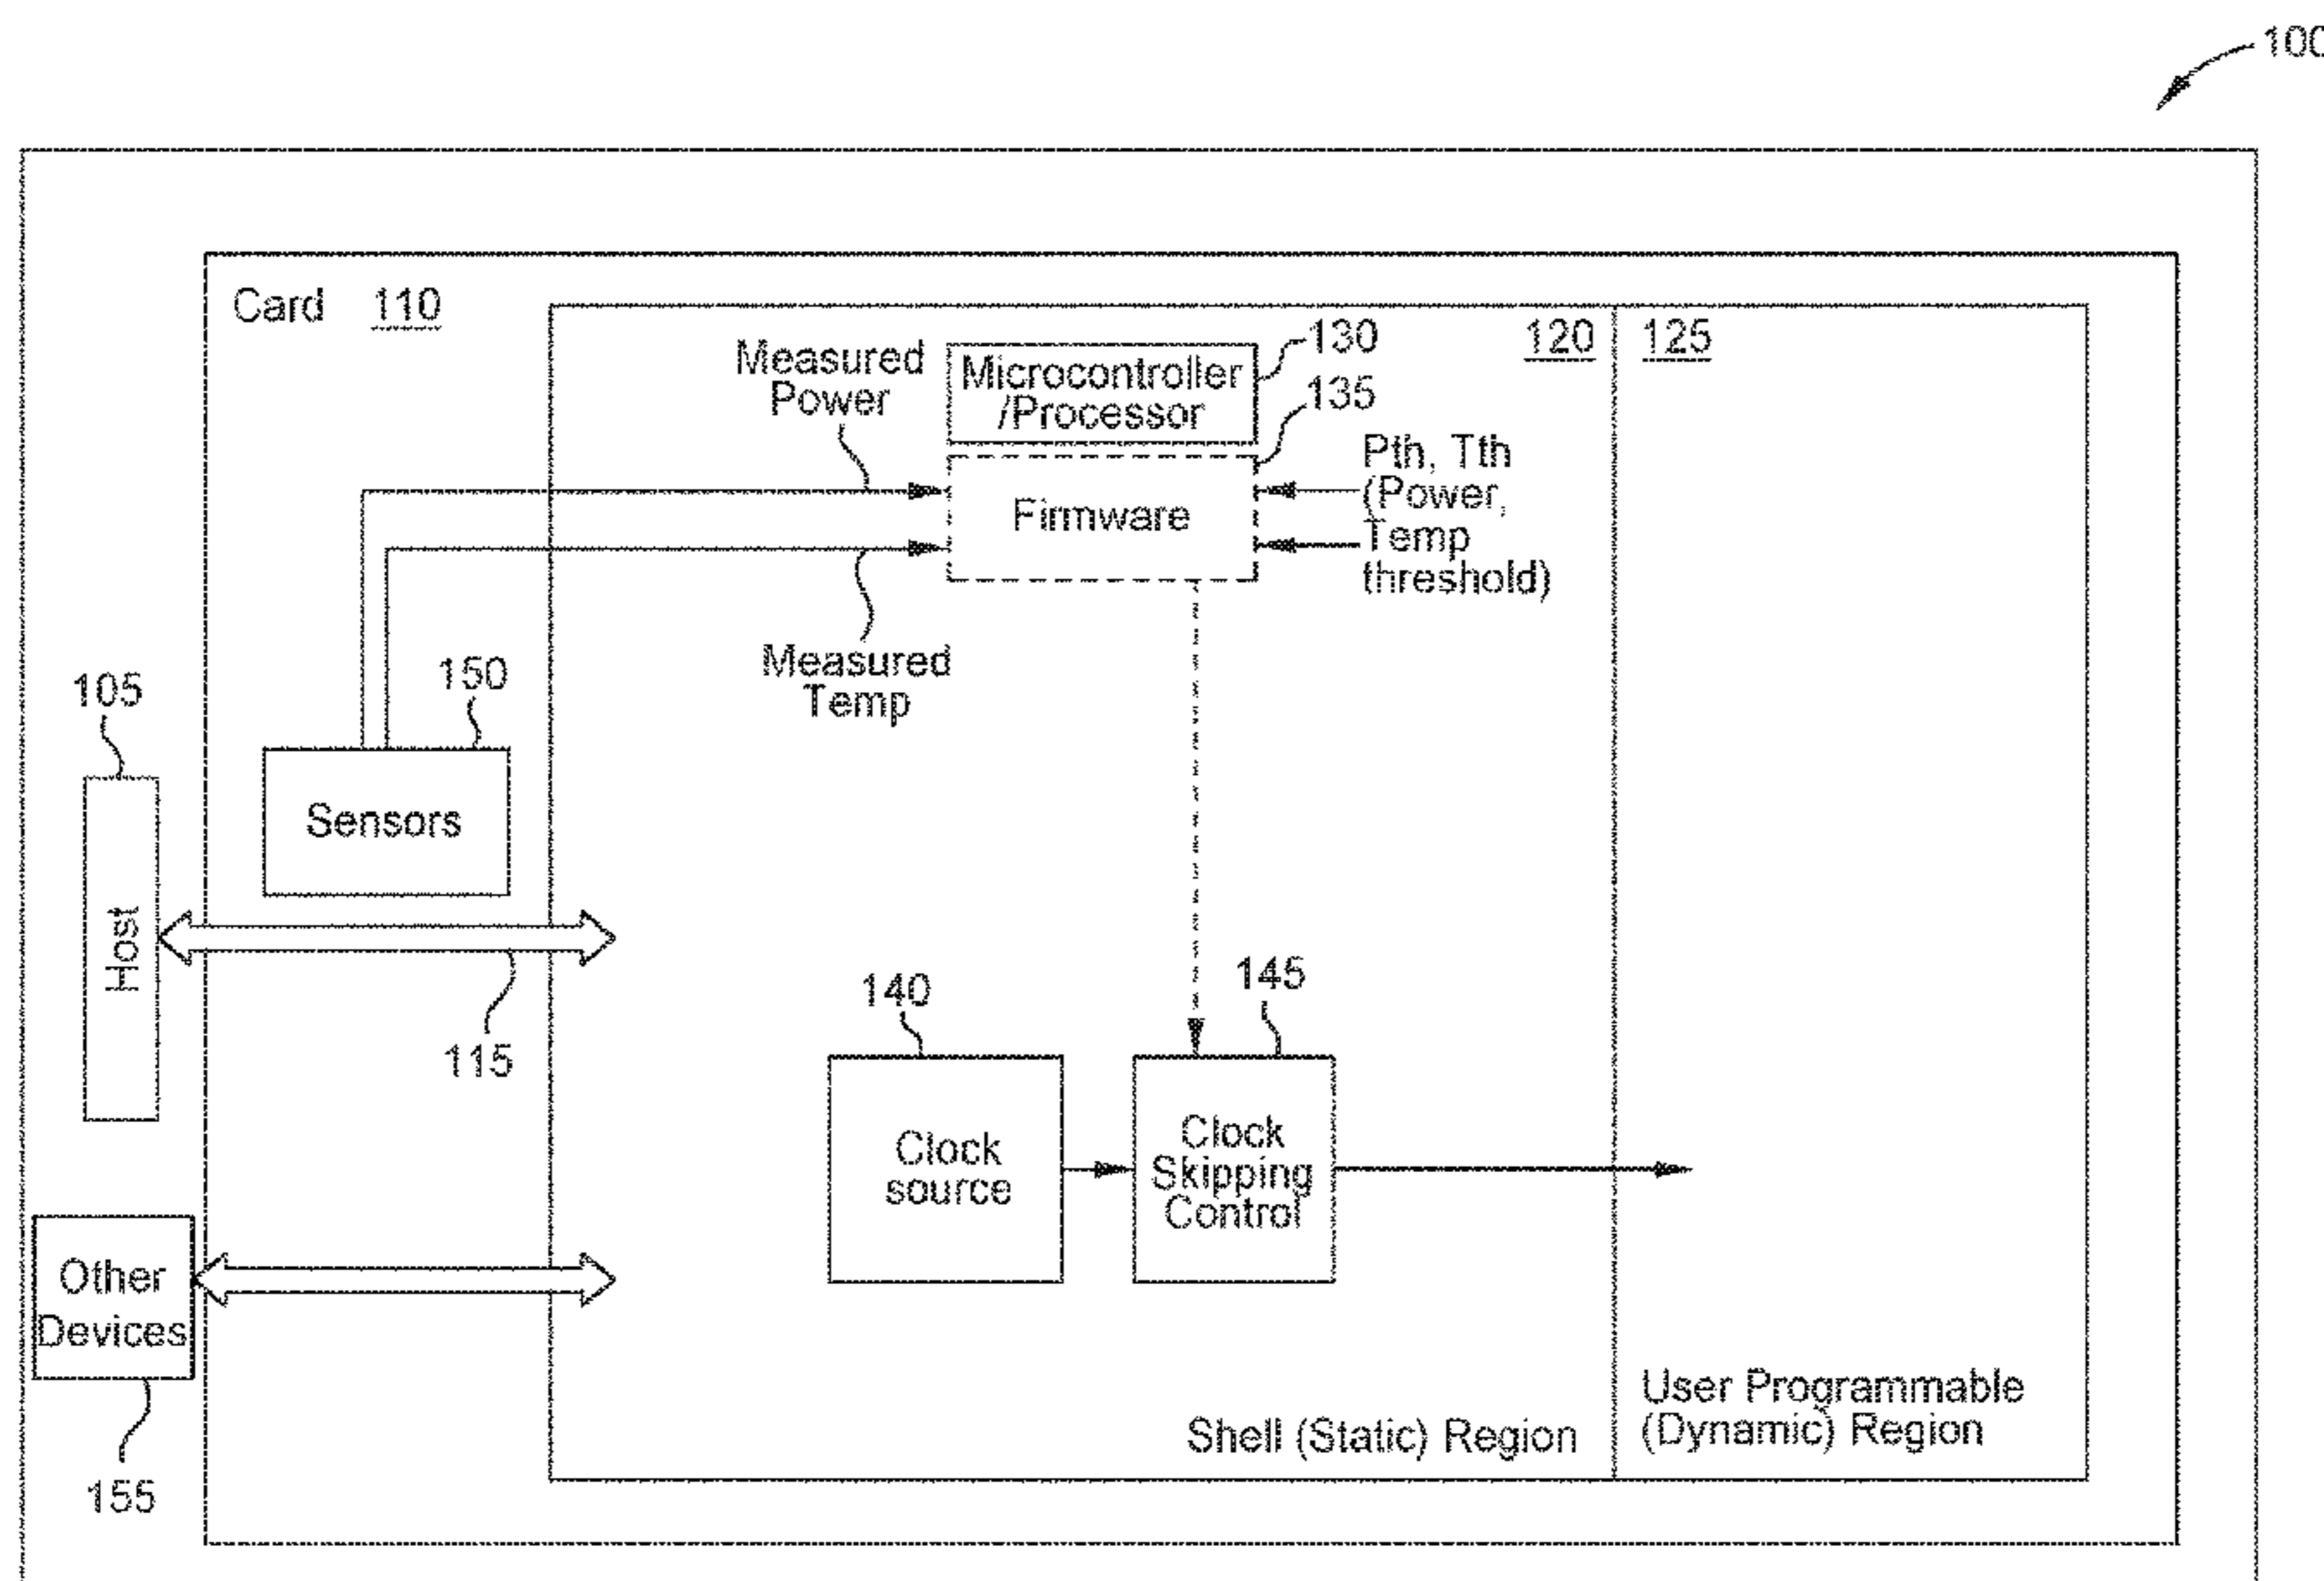 100
Card 110
120 125
Measured
Power
Microcontroller
/Processor
130
135
Firmware
Pth, Tth
(Power,
Temp
threshold)
Measured
Temp
105
150
Sensors
Host
115
140
145
Clock
source
Clock
Skipping
Control
Other
Devices
155
Shell (Static) Region
User Programmable
(Dynamic) Region